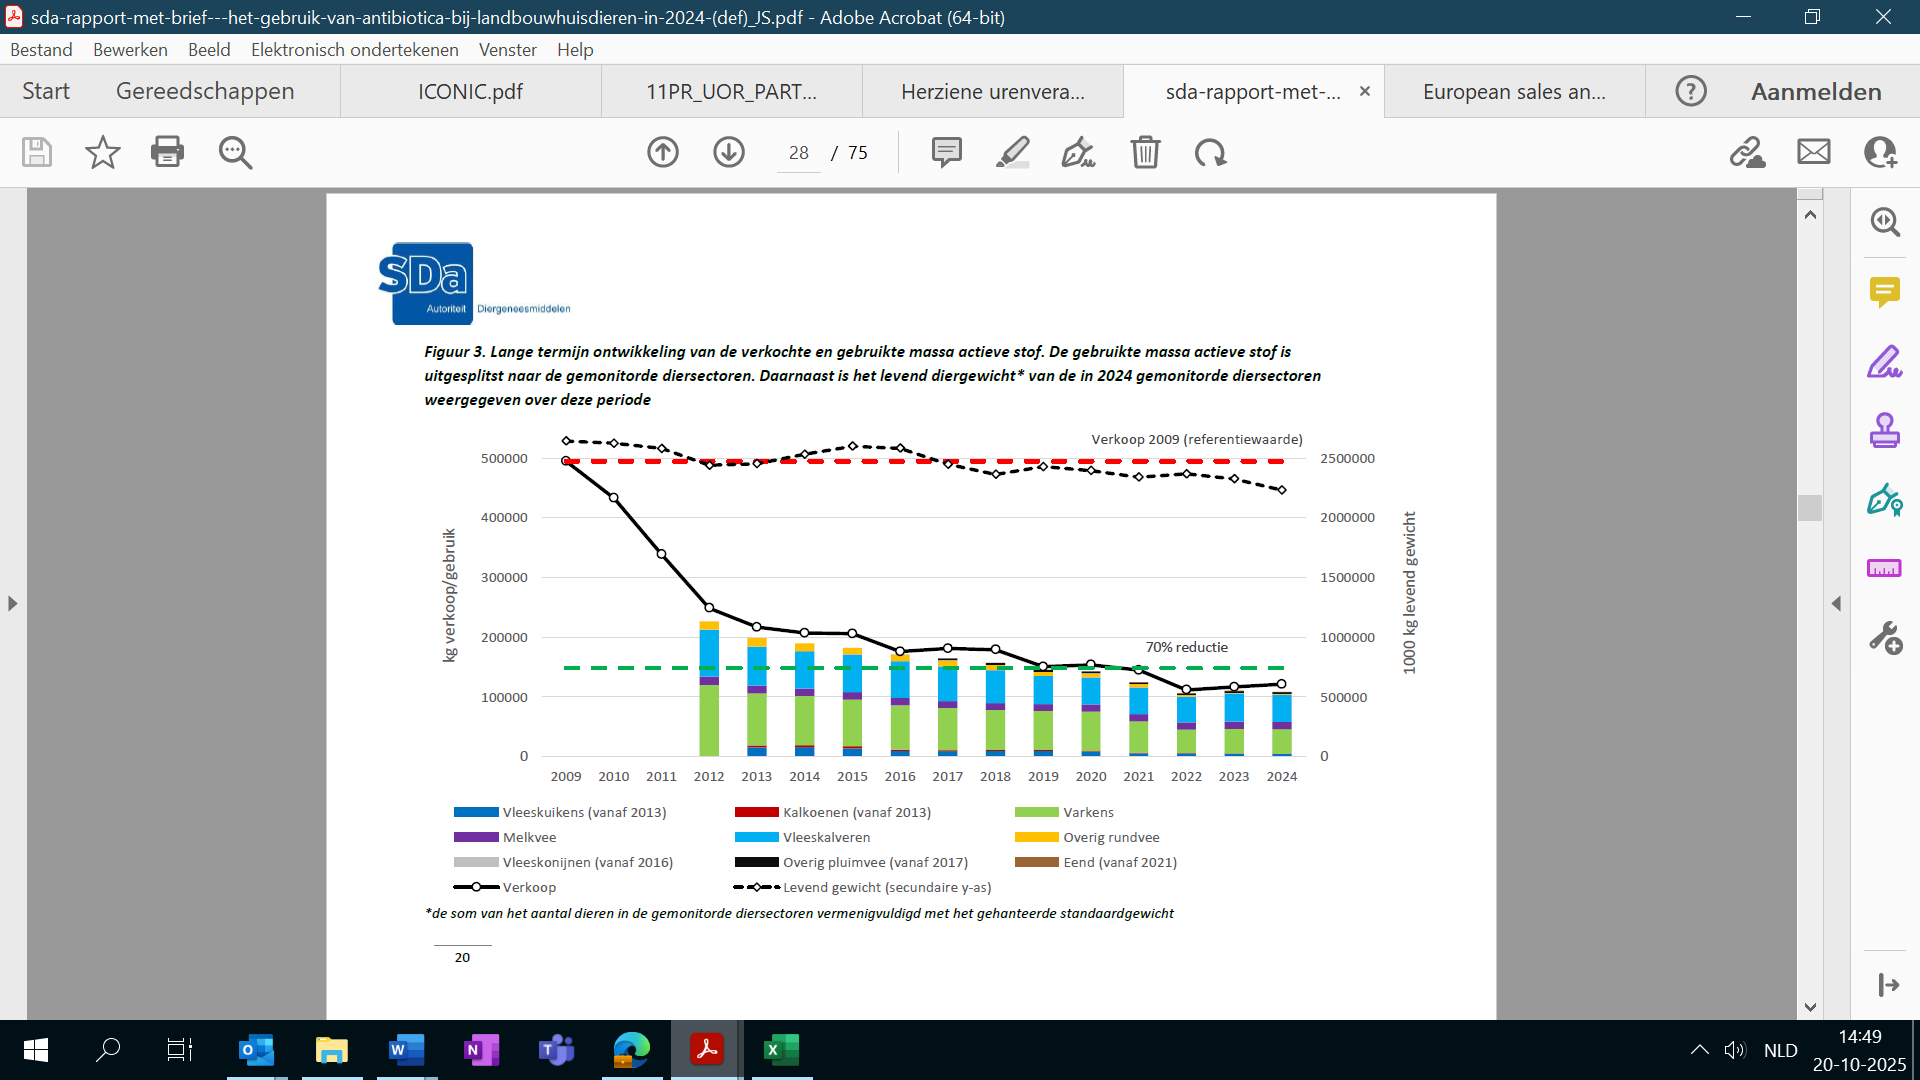 sda-rapport-met-brief---het-gebruik-van-antibiotica-bij-landbouwhuisdieren-in-2024-(def)_JS.pdf - Adobe Acrobat (64-bit)
Bestand Bewerken Beeld Elektronisch ondertekenen Venster Help
Start Gereedschappen ICONIC.pdf 11PR_UOR_PART... Herziene urenvera... sda-rapport-met-... × European sales an... ? Aanmelden
28 / 75
SDa
Autoriteit Diergeneesmiddelen
Figuur 3. Lange termijn ontwikkeling van de verkochte en gebruikte massa actieve stof. De gebruikte massa actieve stof is
uitgesplitst naar de gemonitorde diersectoren. Daarnaast is het levend diergewicht* van de in 2024 gemonitorde diersectoren
weergegeven over deze periode
Verkoop 2009 (referentiewaarde)
500000 2500000
400000 2000000
300000 1500000
200000 1000000
70% reductie
100000 500000
0 0
kg verkoop/gebruik
1000 kg levend gewicht
2009 2010 2011 2012 2013 2014 2015 2016 2017 2018 2019 2020 2021 2022 2023 2024
Vleeskuikens (vanaf 2013) Kalkoenen (vanaf 2013) Varkens
Melkvee Vleeskalveren Overig rundvee
Vleeskonijnen (vanaf 2016) Overig pluimvee (vanaf 2017) Eend (vanaf 2021)
Verkoop Levend gewicht (secundaire y-as)
*de som van het aantal dieren in de gemonitorde diersectoren vermenigvuldigd met het gehanteerde standaardgewicht
20
NLD
14:49
20-10-2025